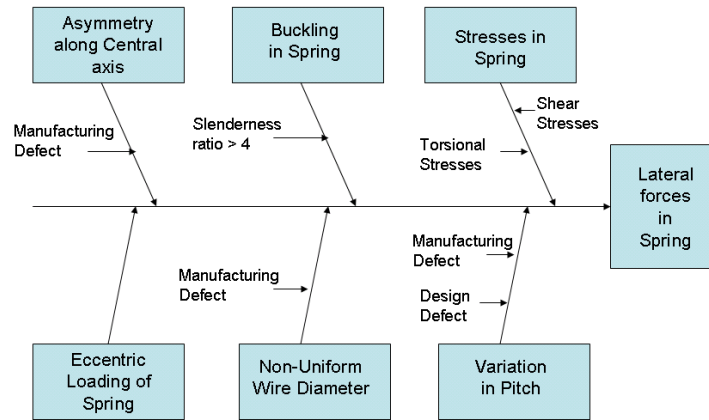 Asymmetry
along Central
axis
Buckling
in Spring
Stresses in
Spring
Manufacturing
Defect
Slenderness
ratio > 4
Shear
Stresses
Torsional
Stresses
Lateral
forces
in
Spring
Manufacturing
Defect
Manufacturing
Defect
Design
Defect
Eccentric
Loading of
Spring
Non-Uniform
Wire Diameter
Variation
in Pitch